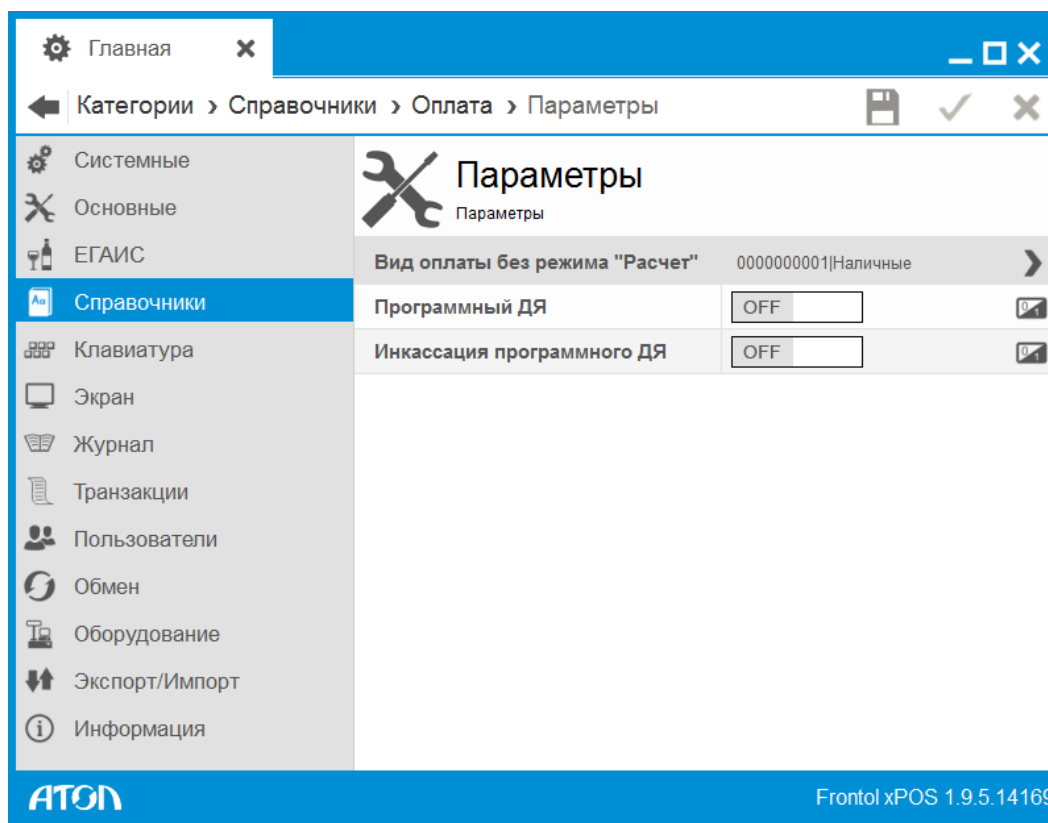 Главная
Категории › Справочники › Оплата › Параметры
Системные
Основные
ЕГАИС
Справочники
Клавиатура
Экран
Журнал
Транзакции
Пользователи
Обмен
Оборудование
Экспорт/Импорт
Информация
Параметры
Параметры
Вид оплаты без режима "Расчет" 0000000001|Наличные
Программный ДЯ OFF
Инкассация программного ДЯ OFF
АТОЛ
Frontol xPOS 1.9.5.14169